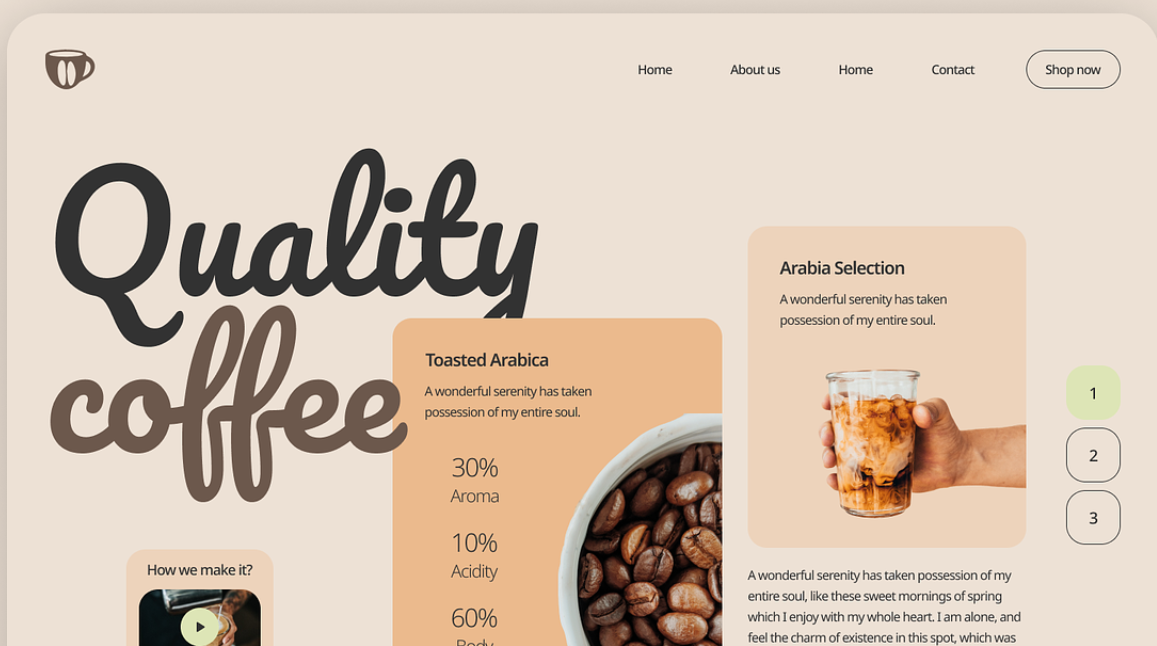 Home
About us
Home
Contact
Shop now
Quality
coffee
Toasted Arabica
A wonderful serenity has taken
possession of my entire soul.
30%
Aroma
10%
Acidity
60%
Body
How we make it?
Arabia Selection
A wonderful serenity has taken
possession of my entire soul.
A wonderful serenity has taken possession of my
entire soul, like these sweet mornings of spring
which I enjoy with my whole heart. I am alone, and
feel the charm of existence in this spot, which was
1
2
3